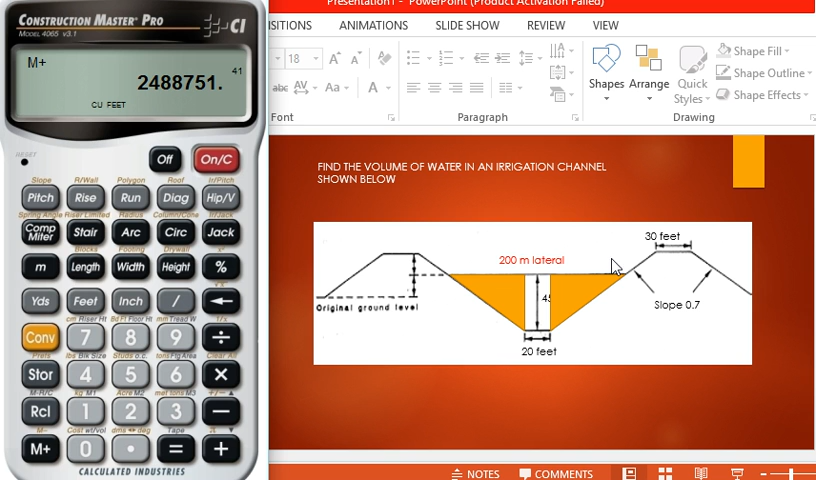 Presentation1 - PowerPoint (Product Activation Failed)
CONSTRUCTION MASTER® PRO
MODEL 4065 v3.1
CI
M+
2488751. 41
CU FEET
RESET
Off
On/C
Slope R/Wall Polygon Roof Ir/Pitch
Pitch Rise Run Diag Hip/V
Spring Angle Riser Limited Radius Column/Cone Ir/Jack
Comp Miter Stair Arc Circ Jack
Blocks Footing Drywall x²
m Length Width Height %
Yds Feet Inch /
cm Riser Ht Bd Ft Floor Ht mm Tread W 1/x
Conv 7 8 9 ÷
Prefs lbs Blk Size Studs o.c. tons Ftg Area Clear All
Stor 4 5 6 X
M-R/C kg M1 Acre M2 met tons M3 +/−
Rcl 1 2 3 −
M− Cost wt/vol dms◄►deg Tape π
M+ 0 • = +
CALCULATED INDUSTRIES
SITIONS ANIMATIONS SLIDE SHOW REVIEW VIEW
18
abc AV Aa A
Shapes Arrange Quick Styles
Shape Fill
Shape Outline
Shape Effects
Font Paragraph Drawing
FIND THE VOLUME OF WATER IN AN IRRIGATION CHANNEL
SHOWN BELOW
30 feet
200 m lateral
45
Original ground level
Slope 0.7
20 feet
NOTES COMMENTS